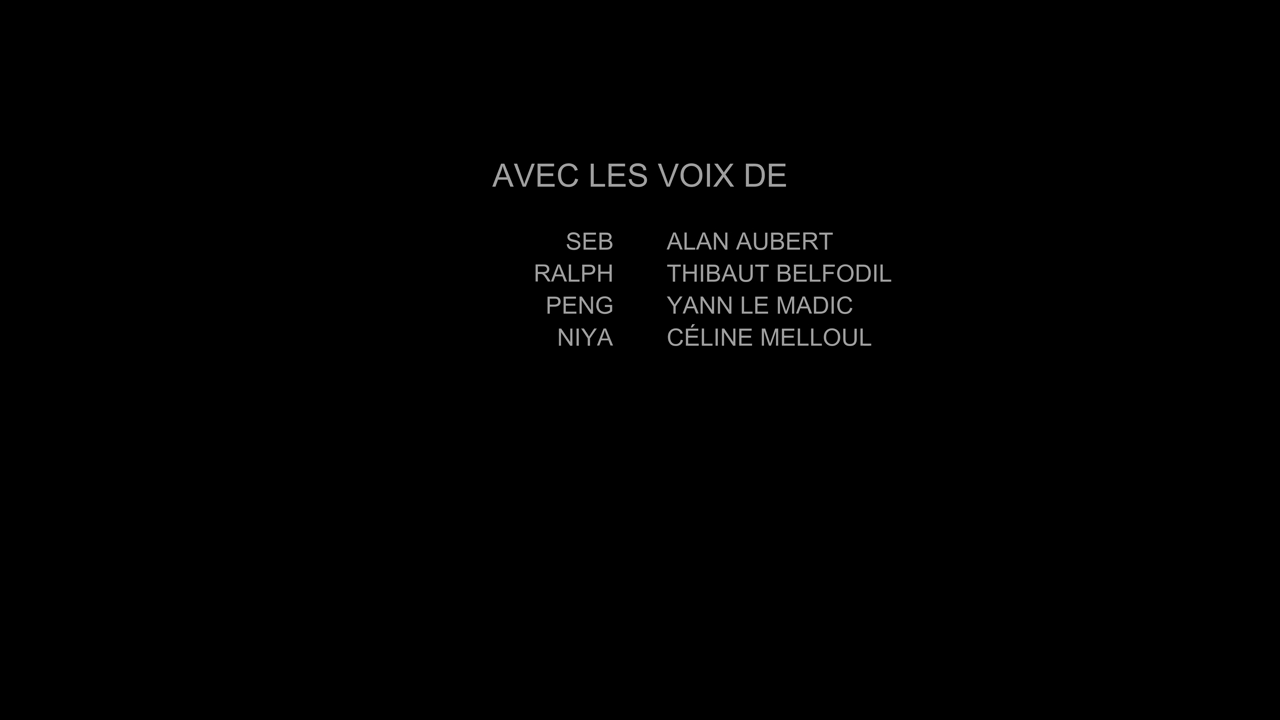 AVEC LES VOIX DE
SEB ALAN AUBERT
RALPH THIBAUT BELFODIL
PENG YANN LE MADIC
NIYA CÉLINE MELLOUL